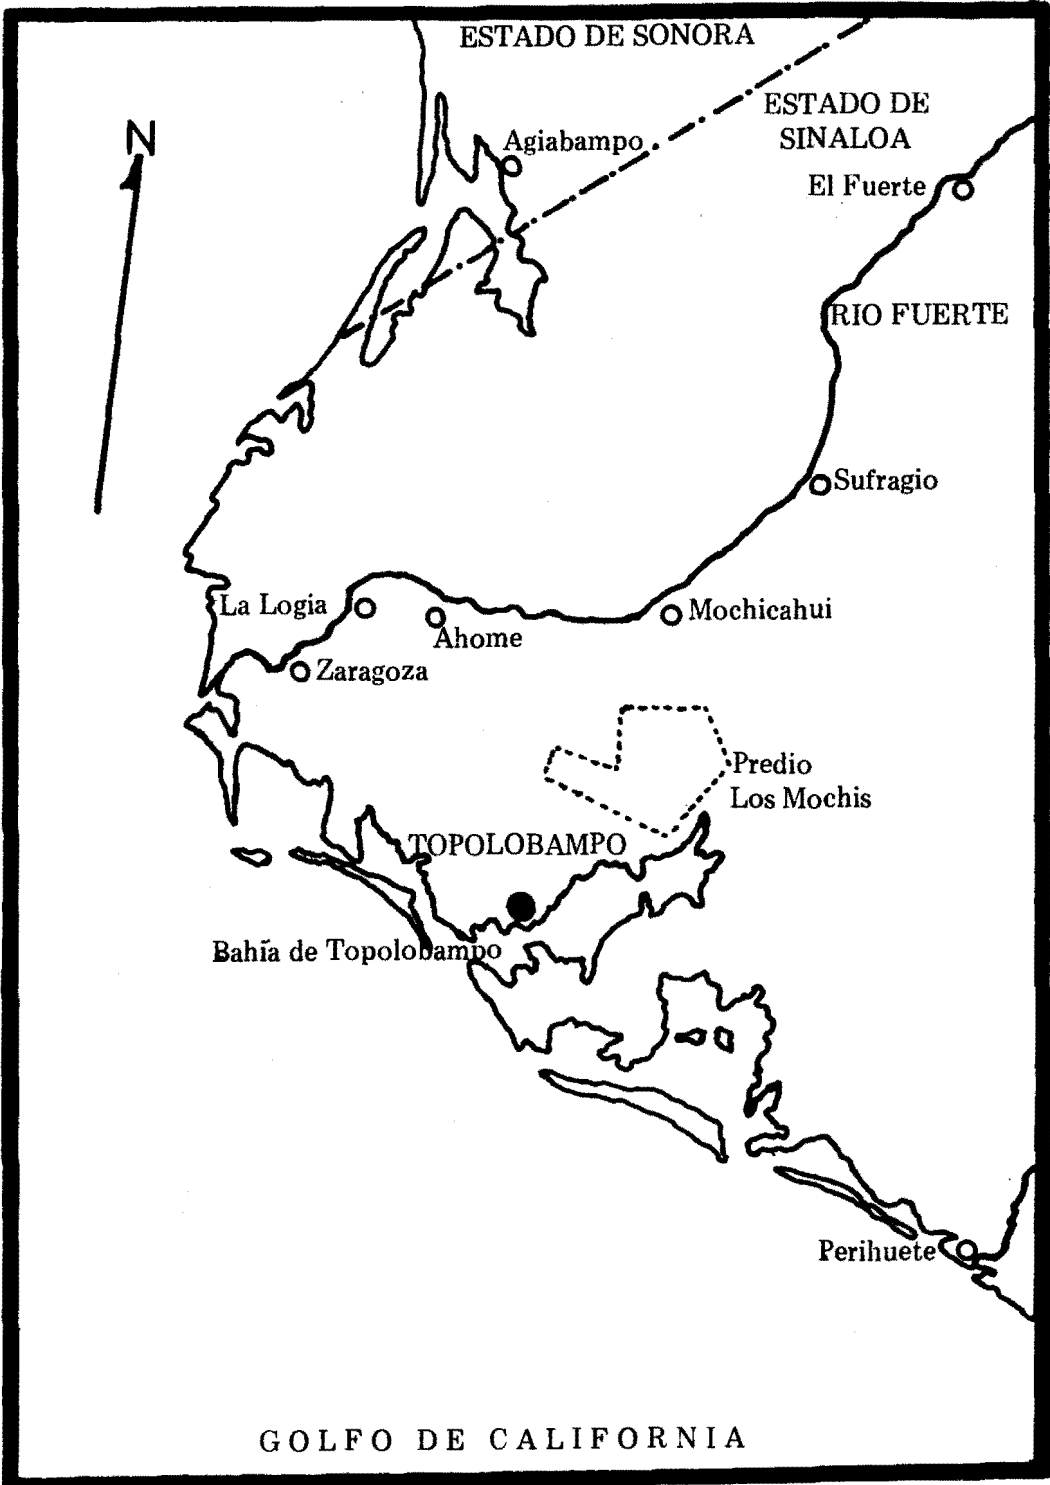 ESTADO DE SONORA
ESTADO DE
SINALOA
N
Agiabampo
El Fuerte
RIO FUERTE
Sufragio
La Logia
Mochicahui
Ahome
Zaragoza
Predio
Los Mochis
TOPOLOBAMPO
Bahía de Topolobampo
Perihuete
GOLFO DE CALIFORNIA